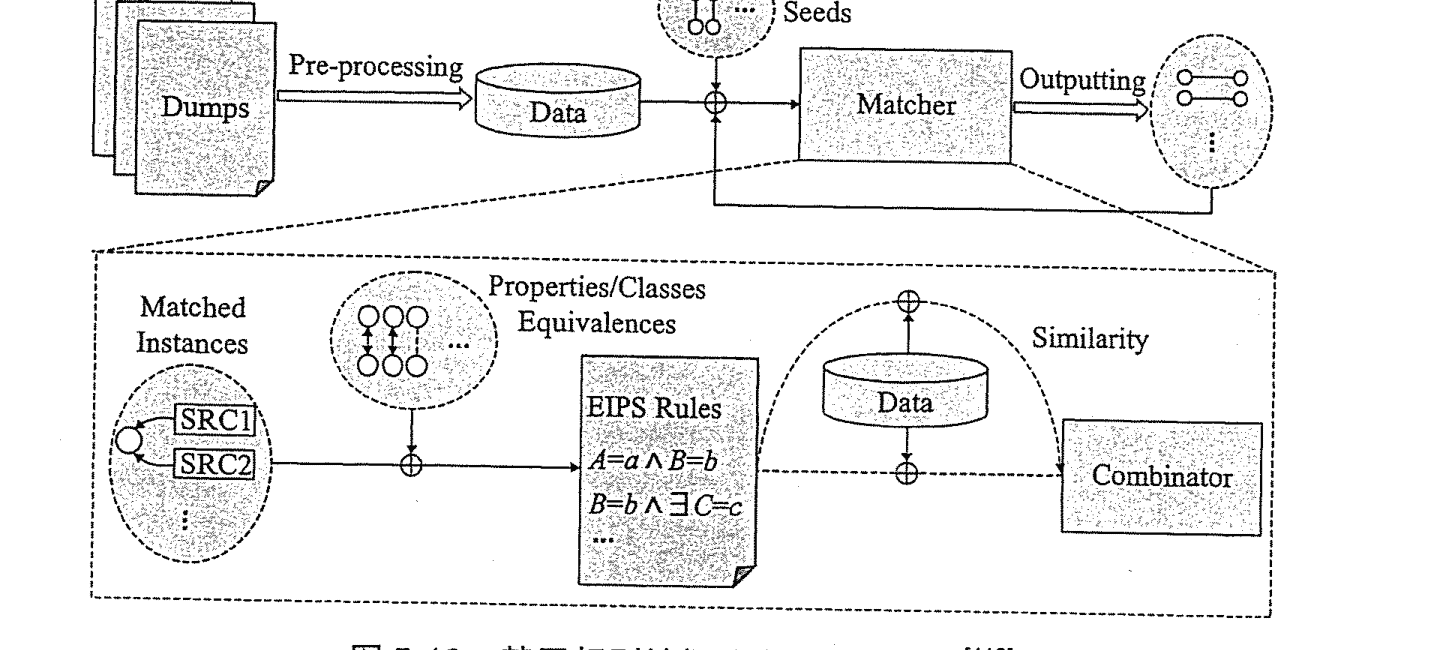 Seeds
Pre-processing
Outputting
Dumps
Data
Matcher
Properties/Classes
Equivalences
Matched
Instances
Similarity
SRC1
SRC2
EIPS Rules
A=a∧B=b
B=b∧∃C=c
...
Data
Combinator